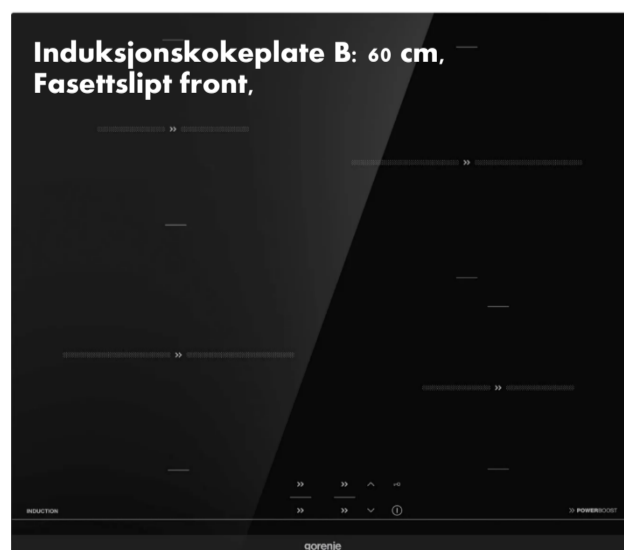 Induksjonskokeplate B: 60 cm,
Fasettslipt front,
INDUCTION
» POWERBOOST
gorenje